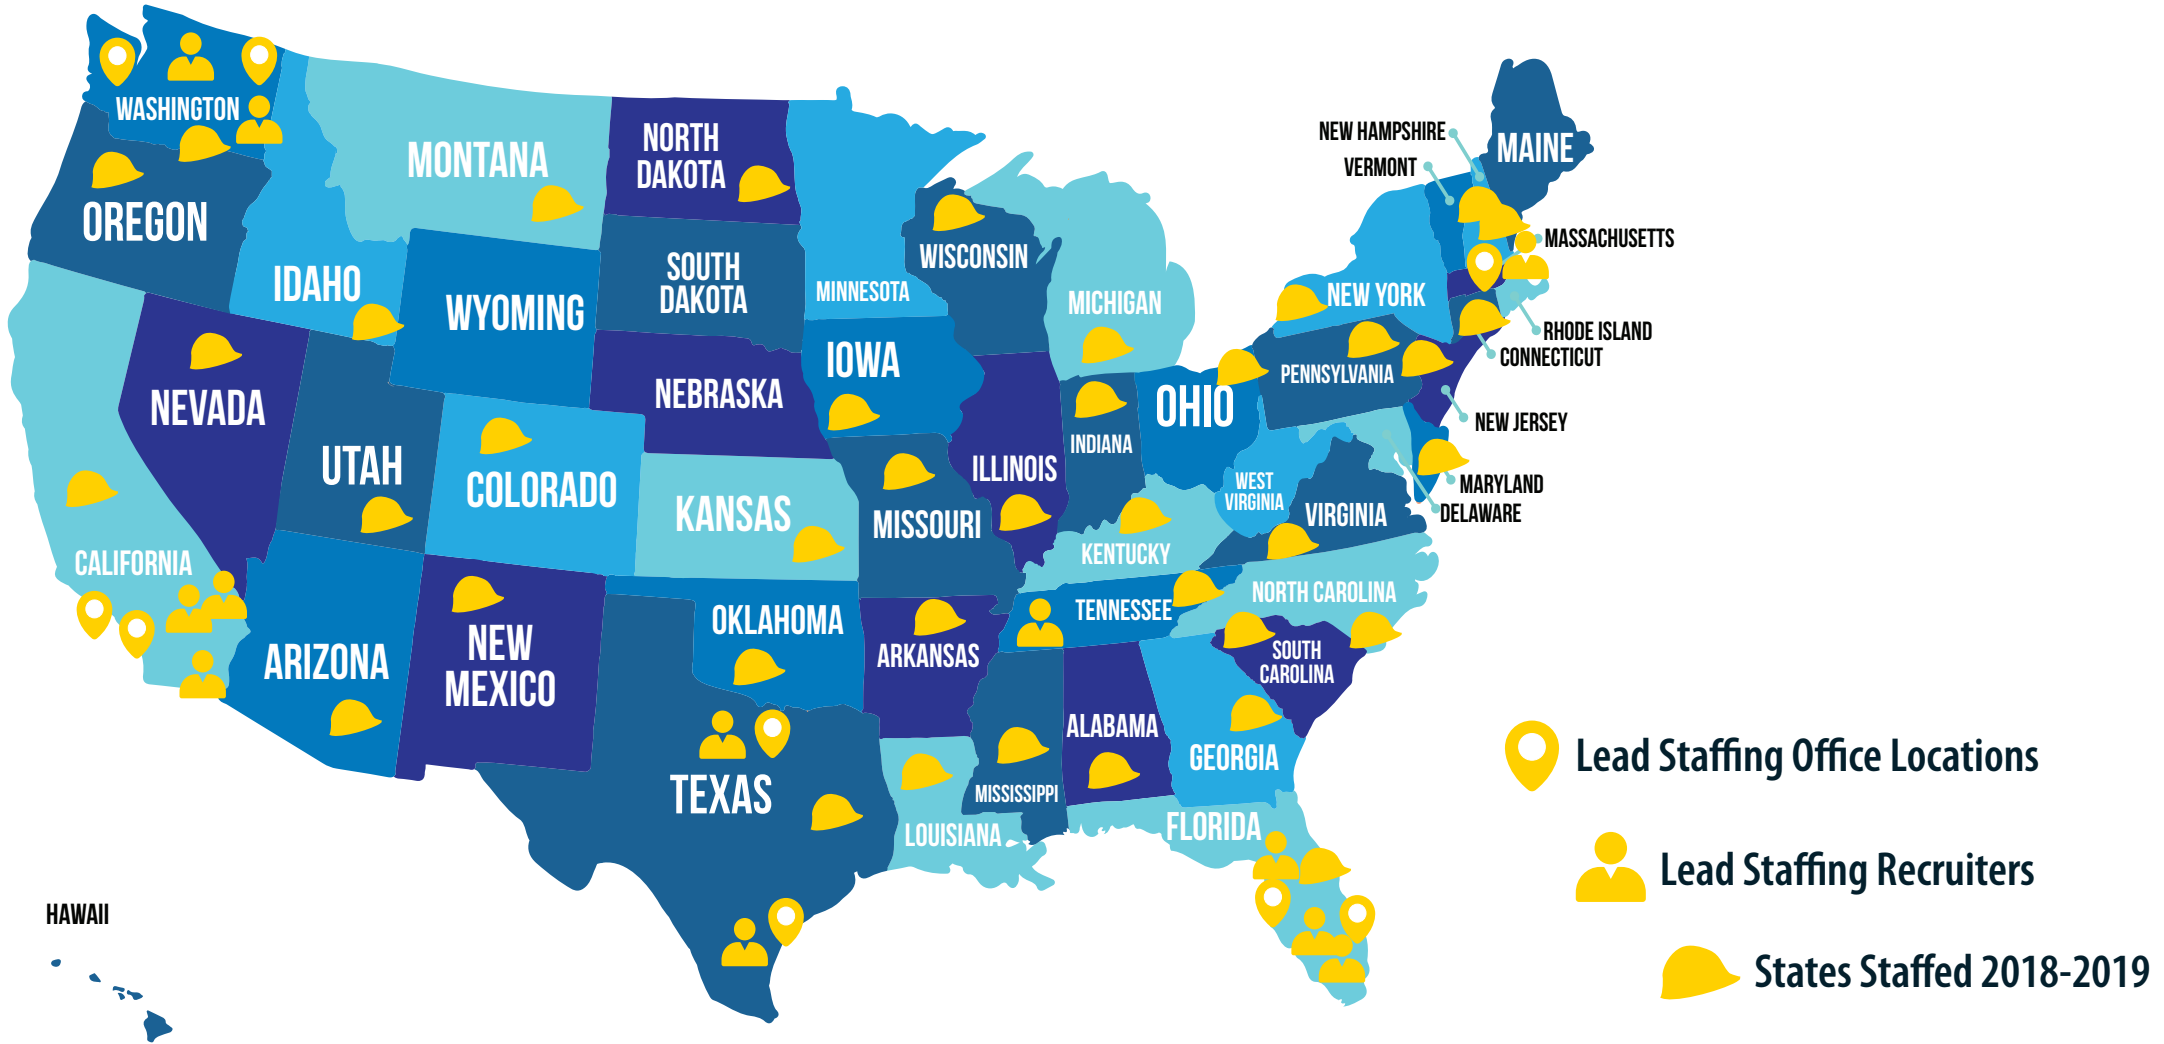 WASHINGTON
MONTANA
NORTH
DAKOTA
NEW HAMPSHIRE
VERMONT
MAINE
OREGON
IDAHO
WYOMING
SOUTH
DAKOTA
MINNESOTA
WISCONSIN
MICHIGAN
NEW YORK
MASSACHUSETTS
RHODE ISLAND
CONNECTICUT
NEVADA
UTAH
COLORADO
NEBRASKA
IOWA
ILLINOIS
INDIANA
OHIO
PENNSYLVANIA
NEW JERSEY
MARYLAND
DELAWARE
CALIFORNIA
KANSAS
MISSOURI
KENTUCKY
WEST
VIRGINIA
VIRGINIA
ARIZONA
NEW
MEXICO
OKLAHOMA
ARKANSAS
TENNESSEE
NORTH CAROLINA
SOUTH
CAROLINA
TEXAS
LOUISIANA
MISSISSIPPI
ALABAMA
GEORGIA
FLORIDA
HAWAII
Lead Staffing Office Locations
Lead Staffing Recruiters
States Staffed 2018-2019